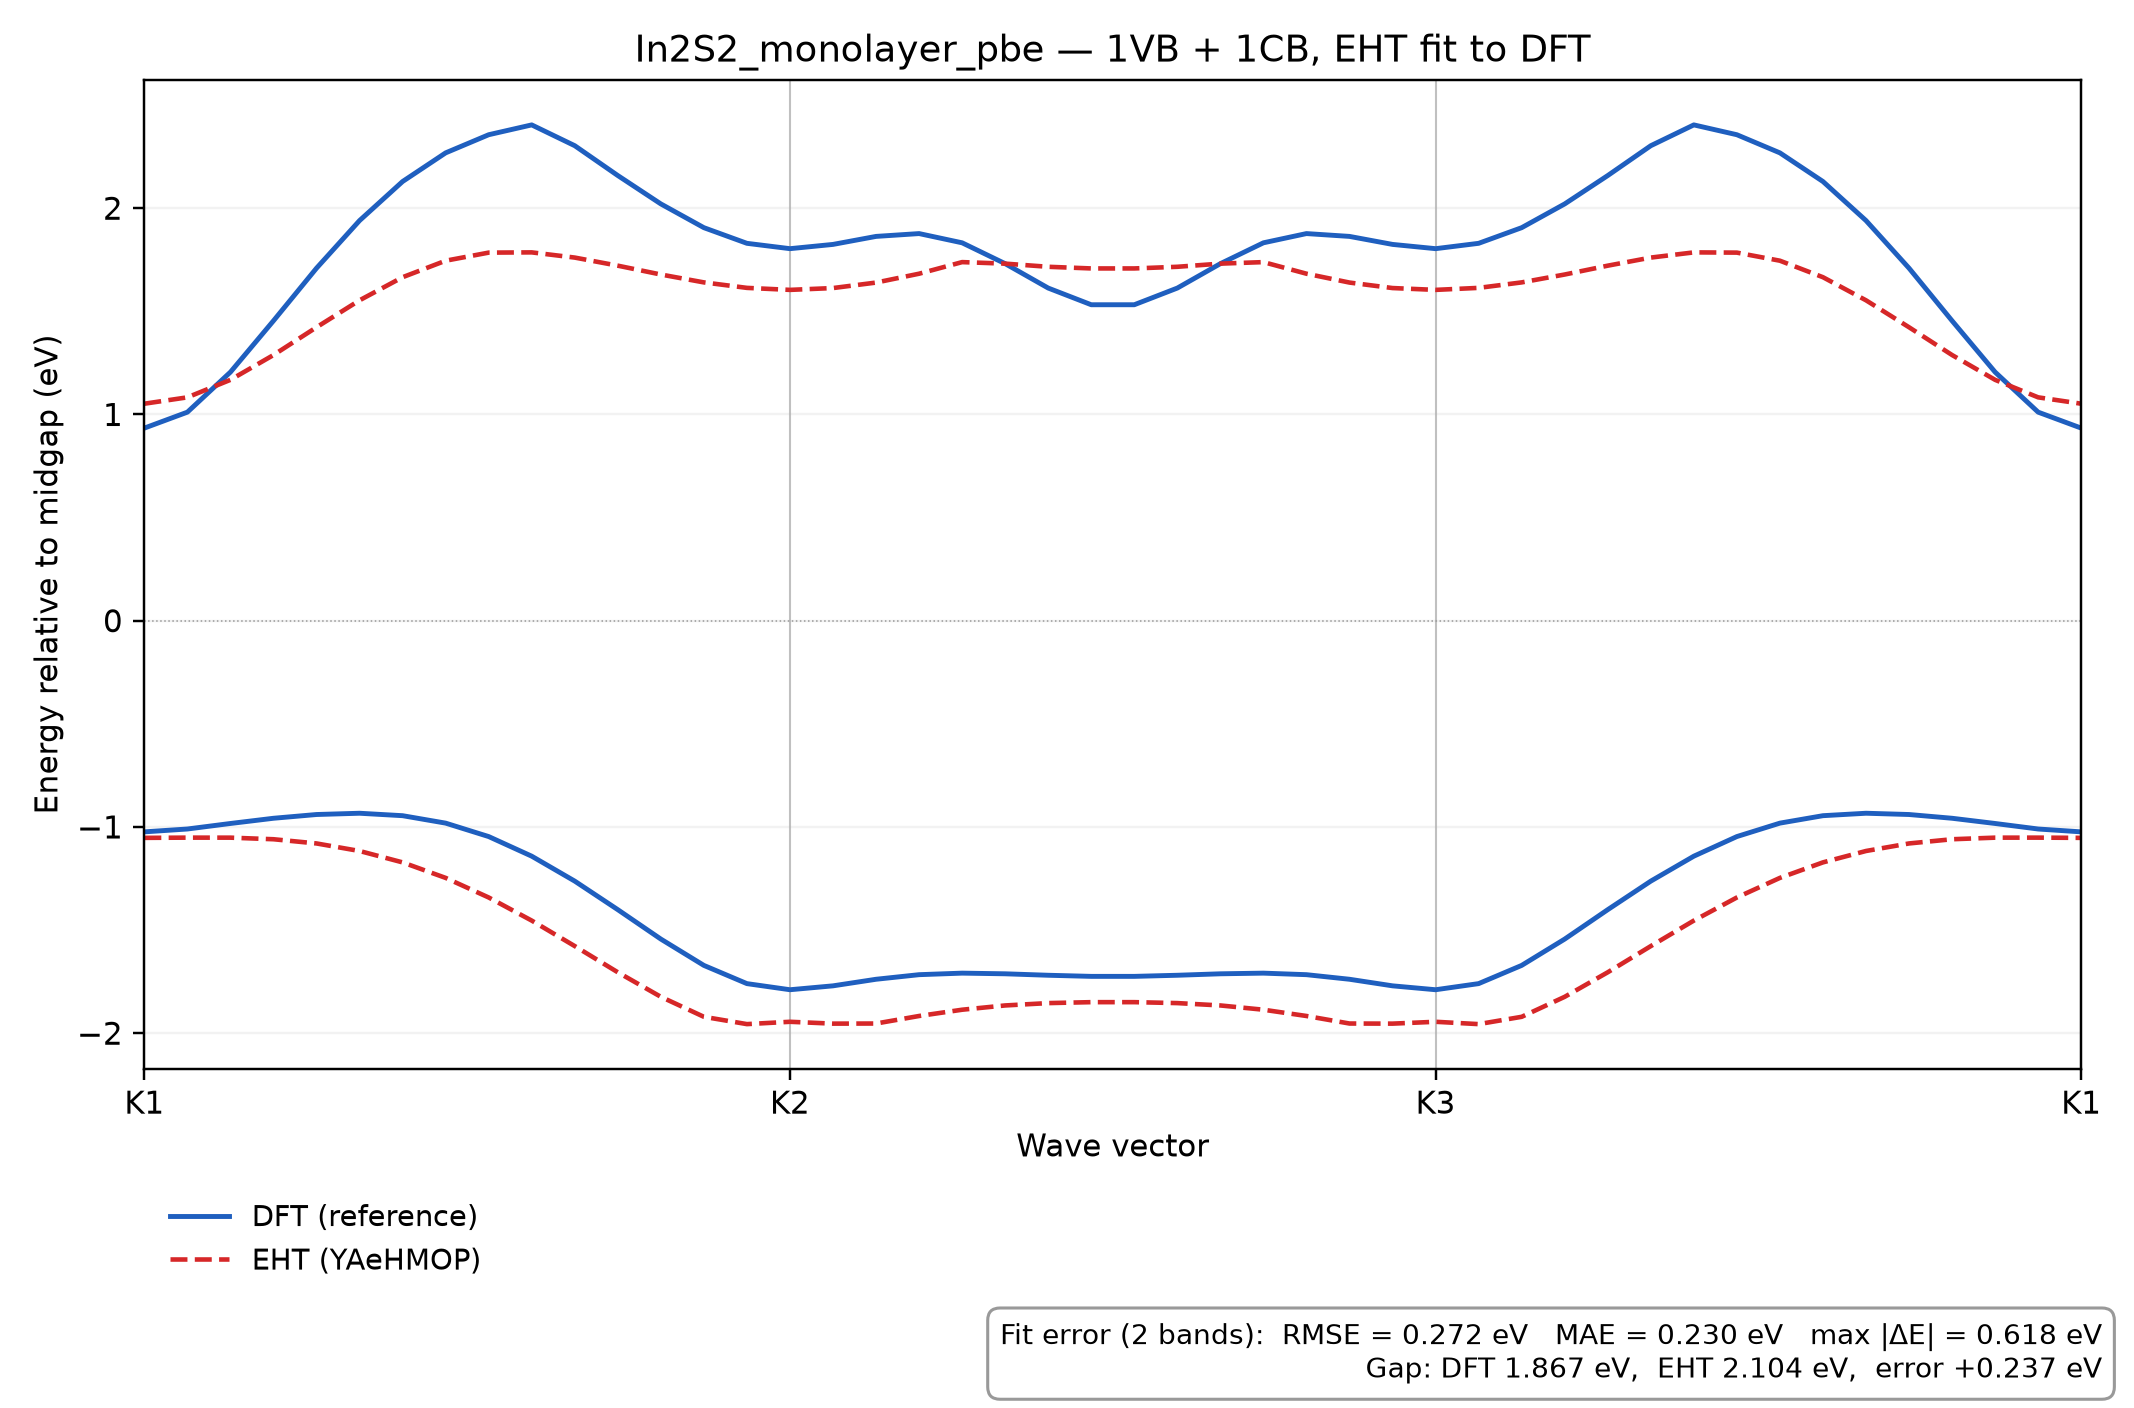 In2S2_monolayer_pbe — 1VB + 1CB, EHT fit to DFT
Energy relative to midgap (eV)
2
1
0
−1
−2
K1
K2
K3
K1
Wave vector
DFT (reference)
EHT (YAeHMOP)
Fit error (2 bands):  RMSE = 0.272 eV   MAE = 0.230 eV   max |ΔE| = 0.618 eV
Gap: DFT 1.867 eV,  EHT 2.104 eV,  error +0.237 eV